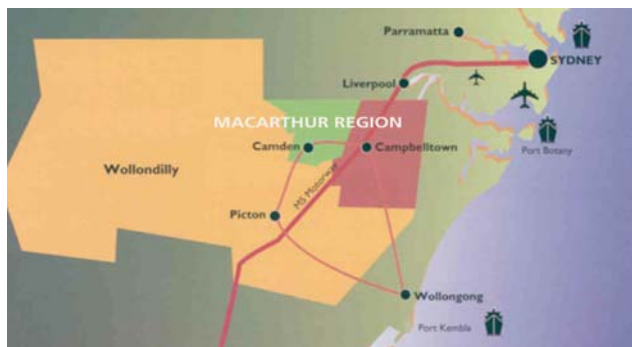 Parramatta
SYDNEY
Liverpool
MACARTHUR REGION
Camden
Campbelltown
Port Botany
Wollondilly
M5 Motorway
Picton
Wollongong
Port Kembla